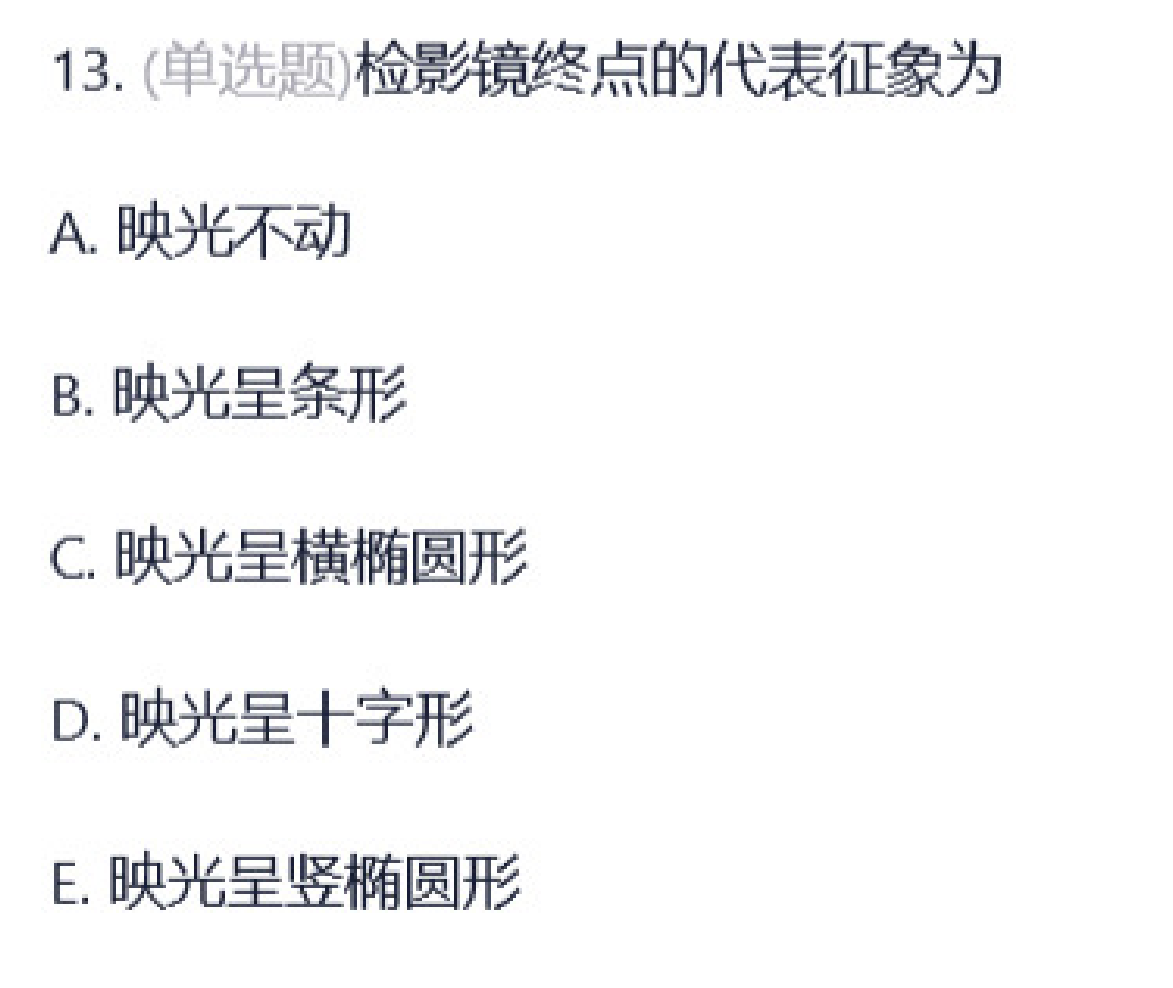 13. (单选题)检影镜终点的代表征象为
A. 映光不动
B. 映光呈条形
C. 映光呈横椭圆形
D. 映光呈十字形
E. 映光呈竖椭圆形